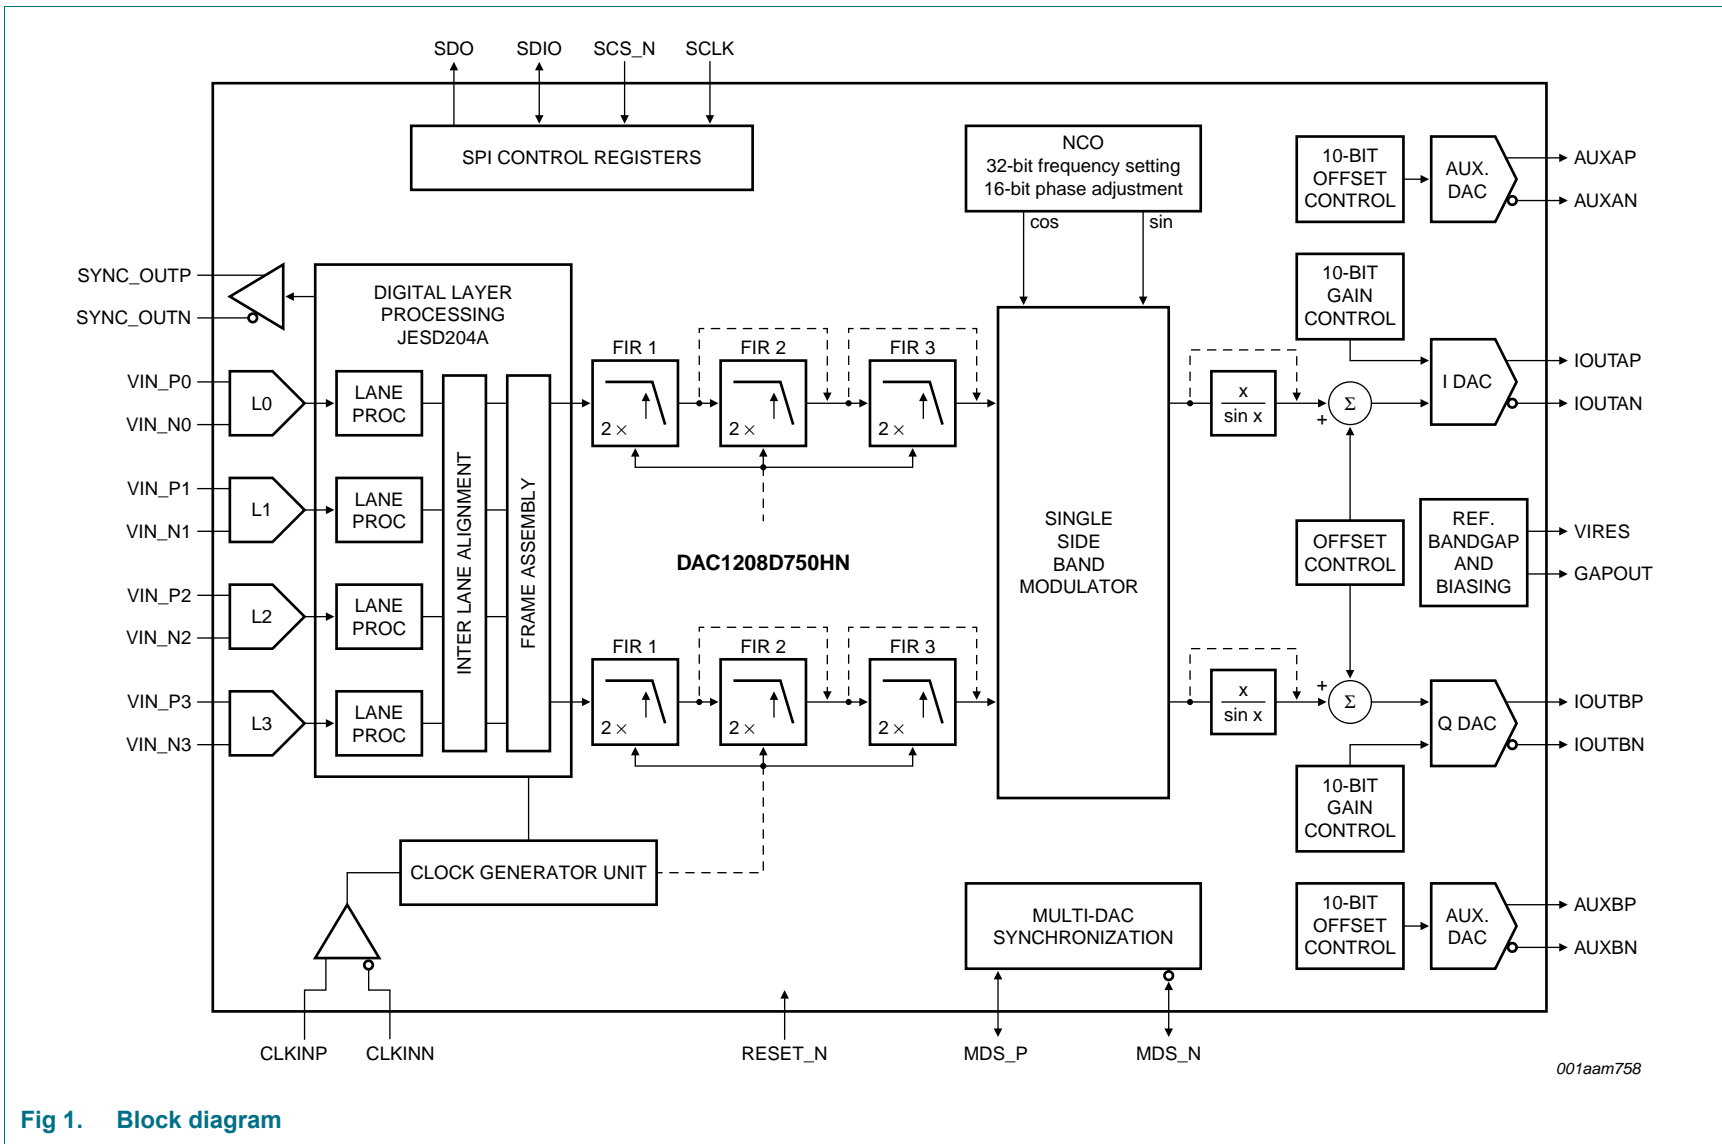 SDO
SDIO
SCS_N
SCLK
SPI CONTROL REGISTERS
NCO
32-bit frequency setting
16-bit phase adjustment
cos
sin
10-BIT
OFFSET
CONTROL
AUX.
DAC
AUXAP
AUXAN
SYNC_OUTP
SYNC_OUTN
DIGITAL LAYER
PROCESSING
JESD204A
10-BIT
GAIN
CONTROL
VIN_P0
VIN_N0
L0
LANE
PROC
FIR 1
2 ×
FIR 2
2 ×
FIR 3
2 ×
x
sin x
+
Σ
I DAC
IOUTAP
IOUTAN
VIN_P1
VIN_N1
L1
LANE
PROC
INTER LANE ALIGNMENT
FRAME ASSEMBLY
DAC1208D750HN
SINGLE
SIDE
BAND
MODULATOR
OFFSET
CONTROL
REF.
BANDGAP
AND
BIASING
VIRES
GAPOUT
VIN_P2
VIN_N2
L2
LANE
PROC
VIN_P3
VIN_N3
L3
LANE
PROC
FIR 1
2 ×
FIR 2
2 ×
FIR 3
2 ×
x
sin x
+
Σ
Q DAC
IOUTBP
IOUTBN
10-BIT
GAIN
CONTROL
CLOCK GENERATOR UNIT
MULTI-DAC
SYNCHRONIZATION
10-BIT
OFFSET
CONTROL
AUX.
DAC
AUXBP
AUXBN
CLKINP
CLKINN
RESET_N
MDS_P
MDS_N
001aam758
Fig 1. Block diagram